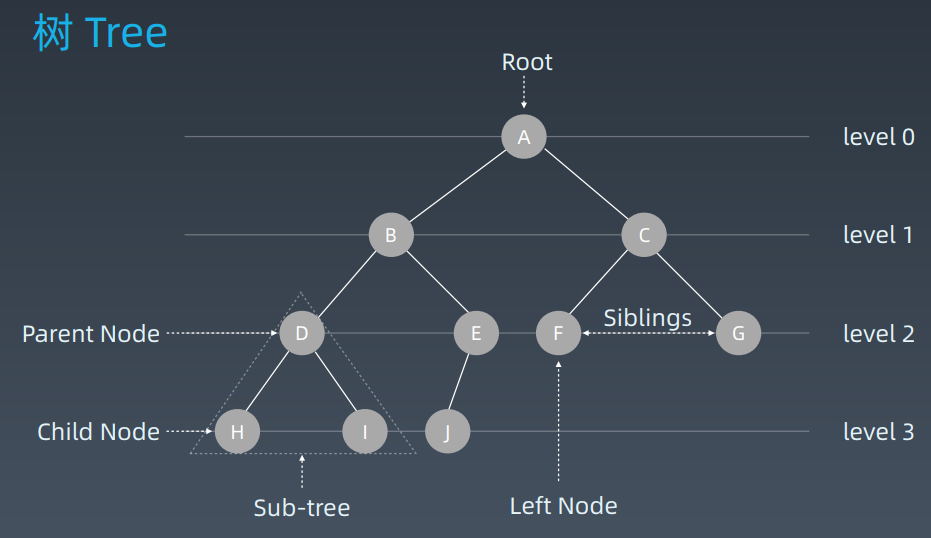 树 Tree
Root
A
level 0
B
C
level 1
Siblings
Parent Node
D
E
F
G
level 2
Child Node
H
I
J
level 3
Sub-tree
Left Node